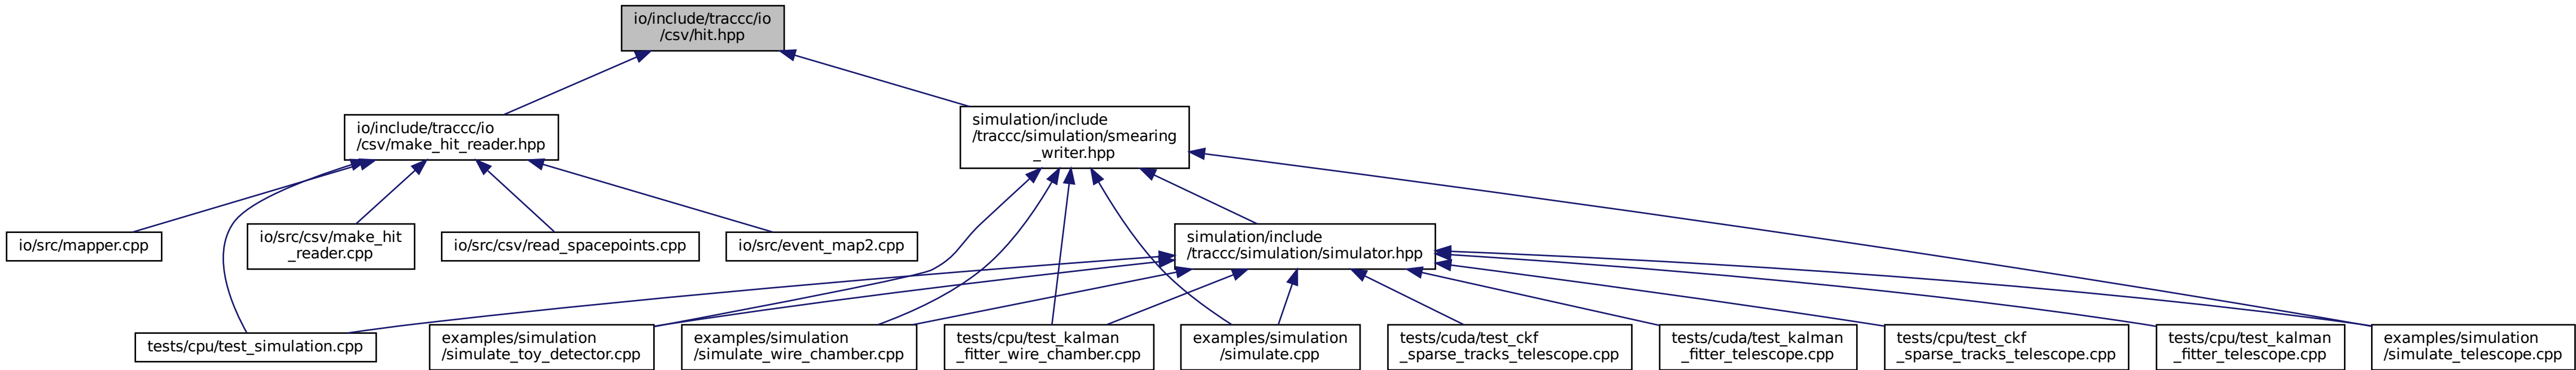 io/include/traccc/io
/csv/hit.hpp
io/include/traccc/io
/csv/make_hit_reader.hpp
simulation/include
/traccc/simulation/smearing
_writer.hpp
io/src/mapper.cpp
io/src/csv/make_hit
_reader.cpp
io/src/csv/read_spacepoints.cpp
io/src/event_map2.cpp
simulation/include
/traccc/simulation/simulator.hpp
tests/cpu/test_simulation.cpp
examples/simulation
/simulate_toy_detector.cpp
examples/simulation
/simulate_wire_chamber.cpp
tests/cpu/test_kalman
_fitter_wire_chamber.cpp
examples/simulation
/simulate.cpp
tests/cuda/test_ckf
_sparse_tracks_telescope.cpp
tests/cuda/test_kalman
_fitter_telescope.cpp
tests/cpu/test_ckf
_sparse_tracks_telescope.cpp
tests/cpu/test_kalman
_fitter_telescope.cpp
examples/simulation
/simulate_telescope.cpp